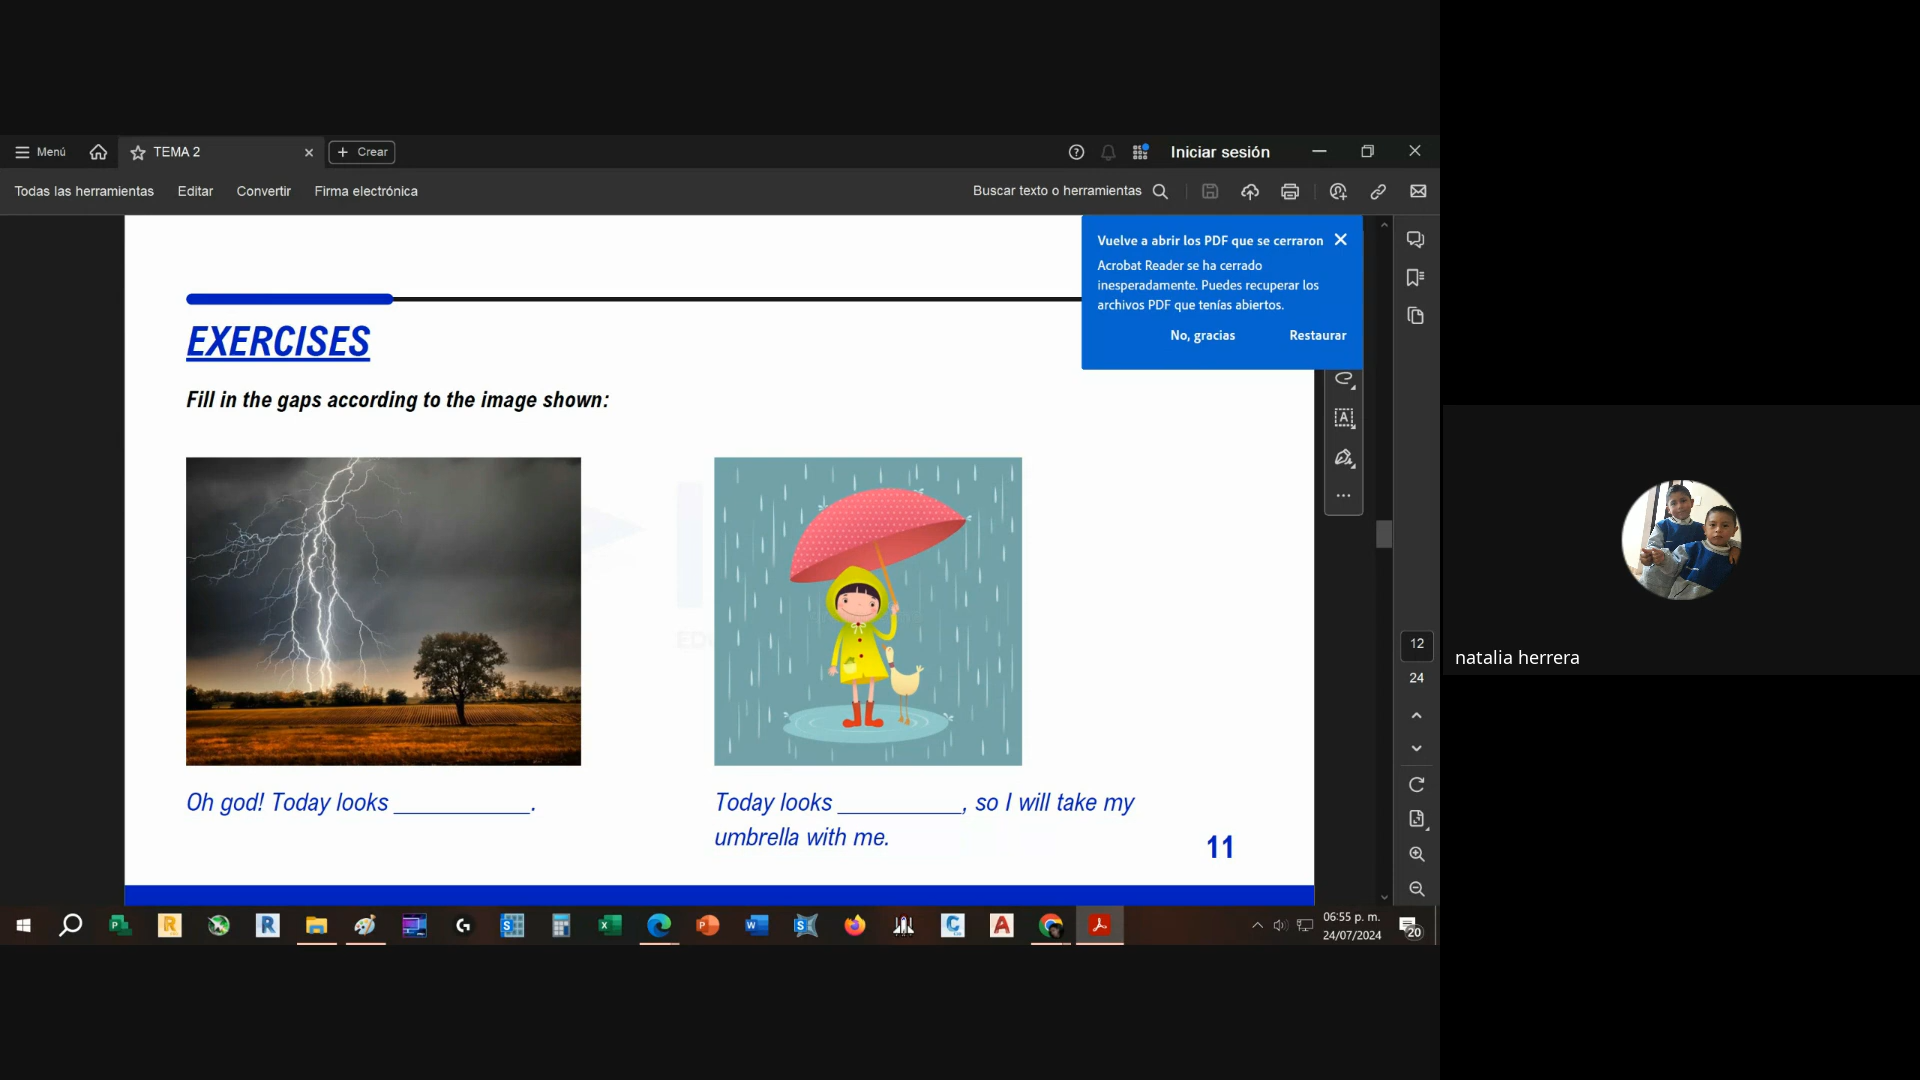 Menú
TEMA 2
Crear
Iniciar sesión
Todas las herramientas
Editar
Convertir
Firma electrónica
Buscar texto o herramientas
Vuelve a abrir los PDF que se cerraron
Acrobat Reader se ha cerrado
inesperadamente. Puedes recuperar los
archivos PDF que tenías abiertos.
No, gracias
Restaurar
EXERCISES
Fill in the gaps according to the image shown:
Oh god! Today looks __________.
Today looks _________, so I will take my
umbrella with me.
11
12
24
natalia herrera
06:55 p. m.
24/07/2024
20